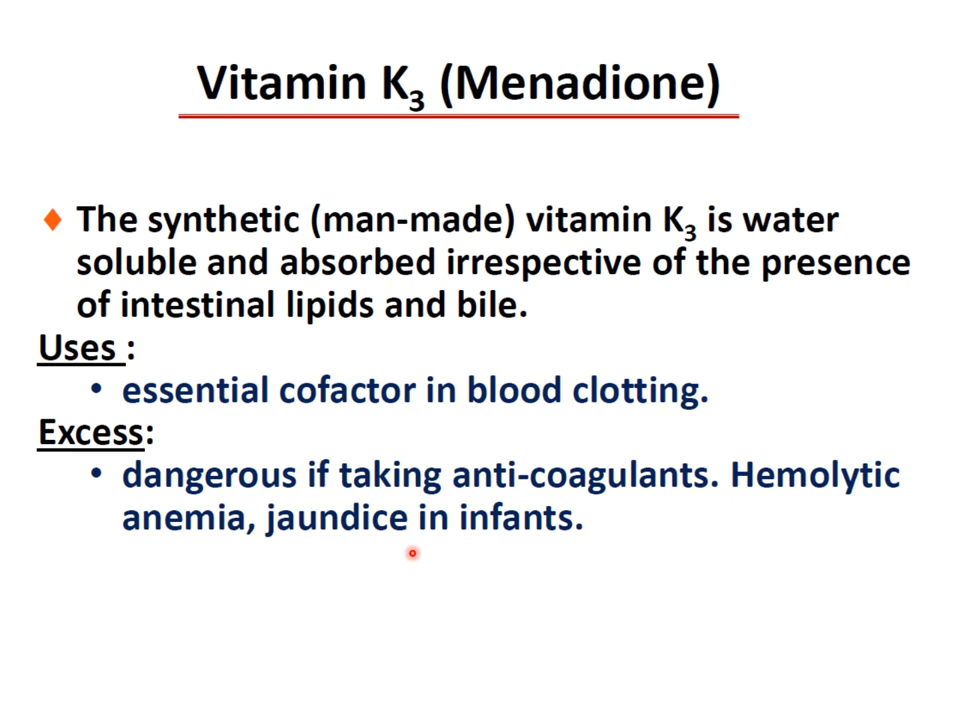 Vitamin K3 (Menadione)
The synthetic (man-made) vitamin K3 is water
soluble and absorbed irrespective of the presence
of intestinal lipids and bile.
Uses :
• essential cofactor in blood clotting.
Excess:
• dangerous if taking anti-coagulants. Hemolytic
anemia, jaundice in infants.